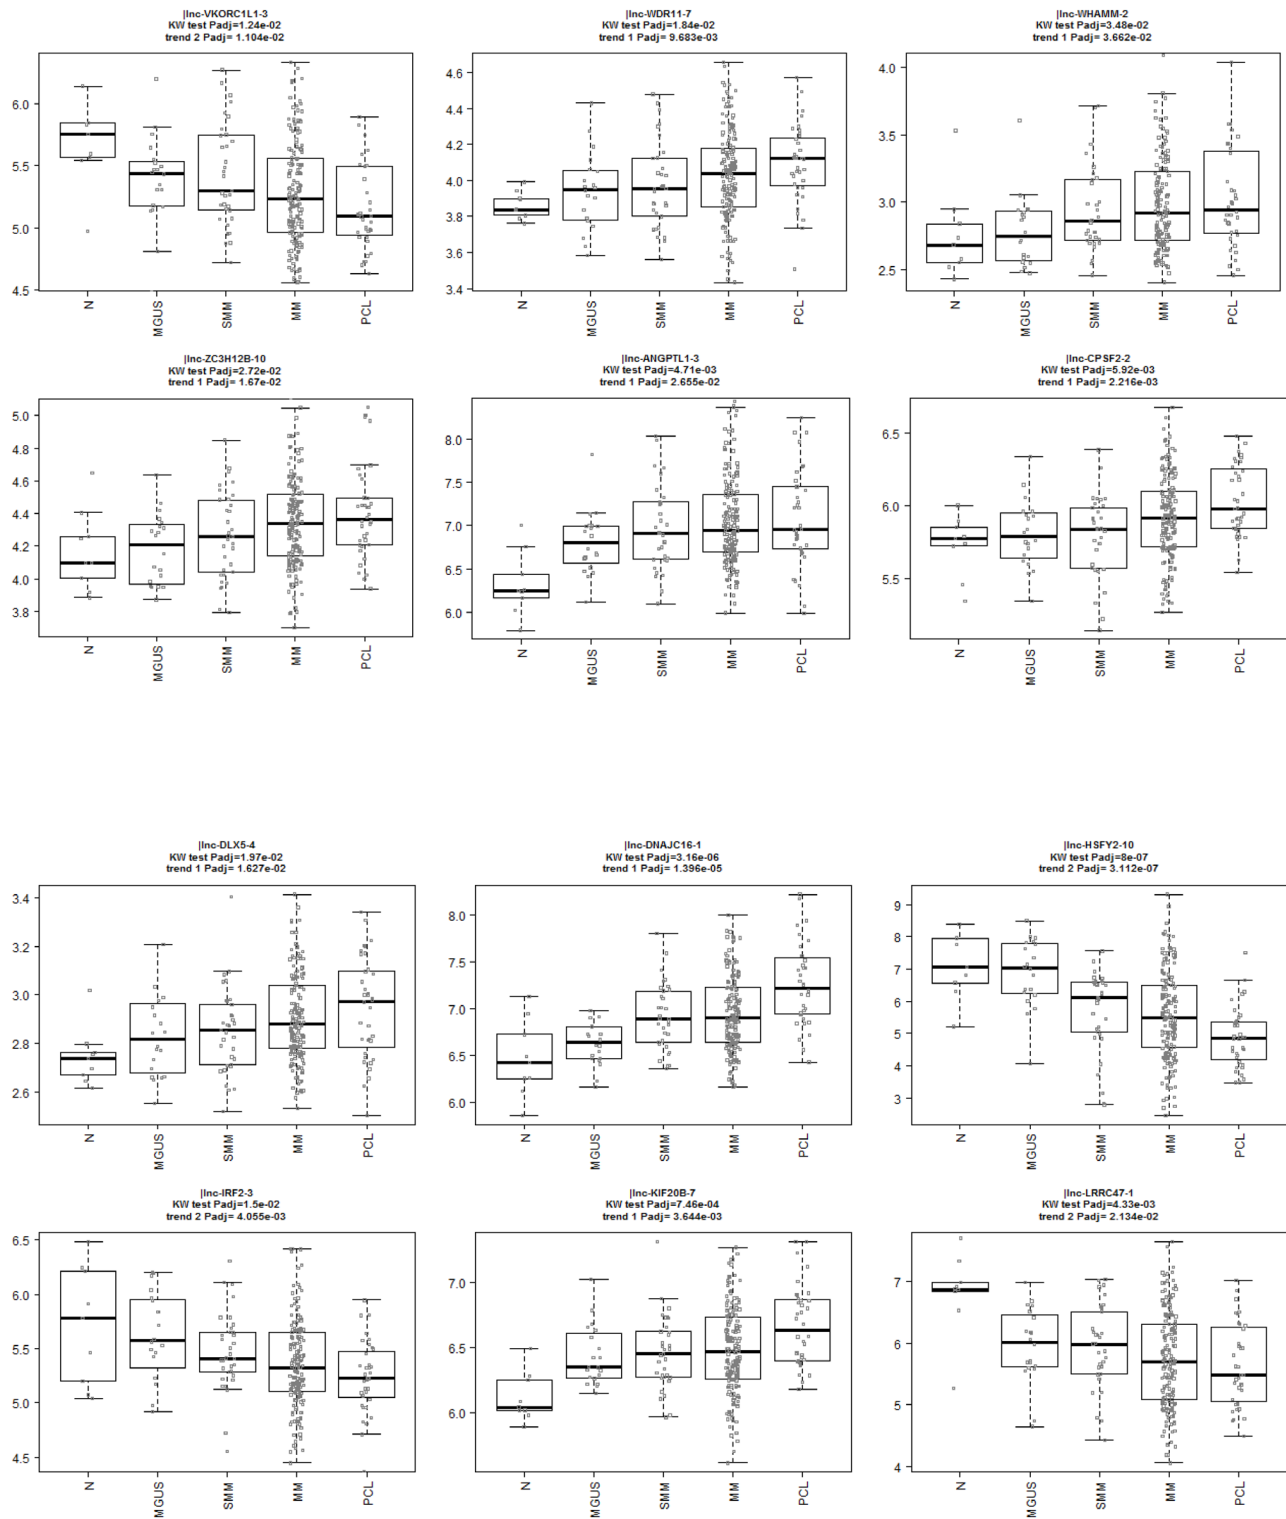 |lnc-VKORC1L1-3
KW test Padj=1.24e-02
trend 2 Padj= 1.104e-02
6.0
5.5
5.0
4.5
N
MGUS
SMM
MM
PCL
|lnc-WDR11-7
KW test Padj=1.84e-02
trend 1 Padj= 9.683e-03
4.6
4.4
4.2
4.0
3.8
3.6
3.4
N
MGUS
SMM
MM
PCL
|lnc-WHAMM-2
KW test Padj=3.48e-02
trend 1 Padj= 3.662e-02
4.0
3.5
3.0
2.5
N
MGUS
SMM
MM
PCL
|lnc-ZC3H12B-10
KW test Padj=2.72e-02
trend 1 Padj= 1.67e-02
5.0
4.8
4.6
4.4
4.2
4.0
3.8
N
MGUS
SMM
MM
PCL
|lnc-ANGPTL1-3
KW test Padj=4.71e-03
trend 1 Padj= 2.655e-02
8.0
7.5
7.0
6.5
6.0
N
MGUS
SMM
MM
PCL
|lnc-CPSF2-2
KW test Padj=5.92e-03
trend 1 Padj= 2.216e-03
6.5
6.0
5.5
N
MGUS
SMM
MM
PCL
|lnc-DLX5-4
KW test Padj=1.97e-02
trend 1 Padj= 1.627e-02
3.4
3.2
3.0
2.8
2.6
N
MGUS
SMM
MM
PCL
|lnc-DNAJC16-1
KW test Padj=3.16e-06
trend 1 Padj= 1.396e-05
8.0
7.5
7.0
6.5
6.0
N
MGUS
SMM
MM
PCL
|lnc-HSFY2-10
KW test Padj=8e-07
trend 2 Padj= 3.112e-07
9
8
7
6
5
4
3
N
MGUS
SMM
MM
PCL
|lnc-IRF2-3
KW test Padj=1.5e-02
trend 2 Padj= 4.055e-03
6.5
6.0
5.5
5.0
4.5
N
MGUS
SMM
MM
PCL
|lnc-KIF20B-7
KW test Padj=7.46e-04
trend 1 Padj= 3.644e-03
7.0
6.5
6.0
N
MGUS
SMM
MM
PCL
|lnc-LRRC47-1
KW test Padj=4.33e-03
trend 2 Padj= 2.134e-02
7
6
5
4
N
MGUS
SMM
MM
PCL